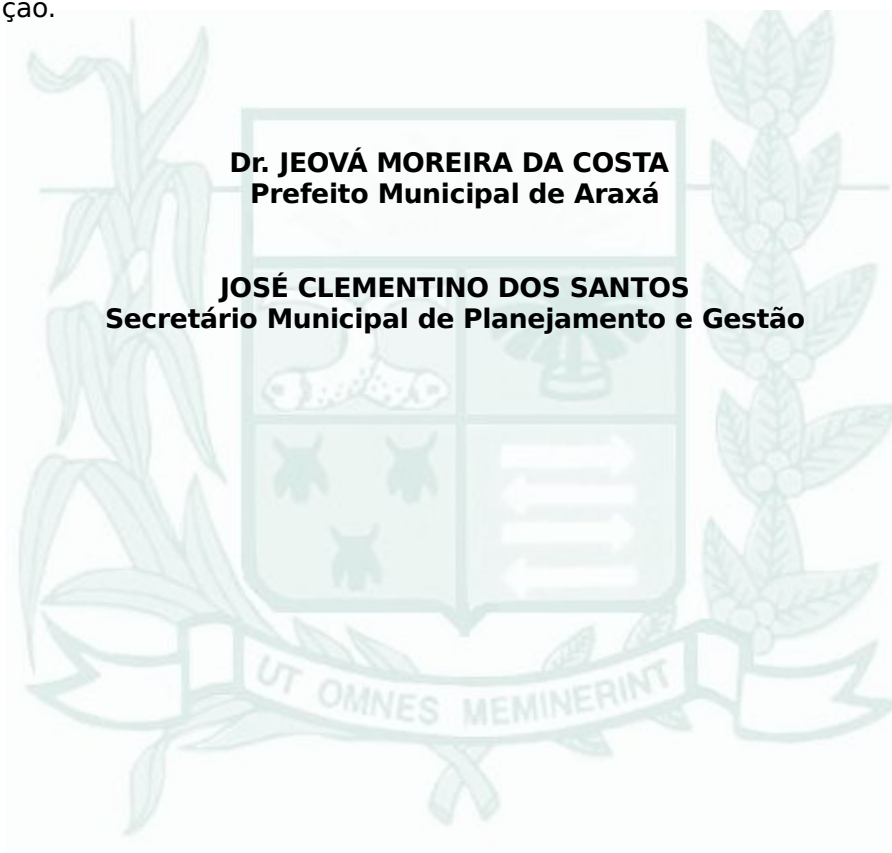 ção.
Dr. JEOVÁ MOREIRA DA COSTA
Prefeito Municipal de Araxá
JOSÉ CLEMENTINO DOS SANTOS
Secretário Municipal de Planejamento e Gestão
UT OMNES MEMINERINT